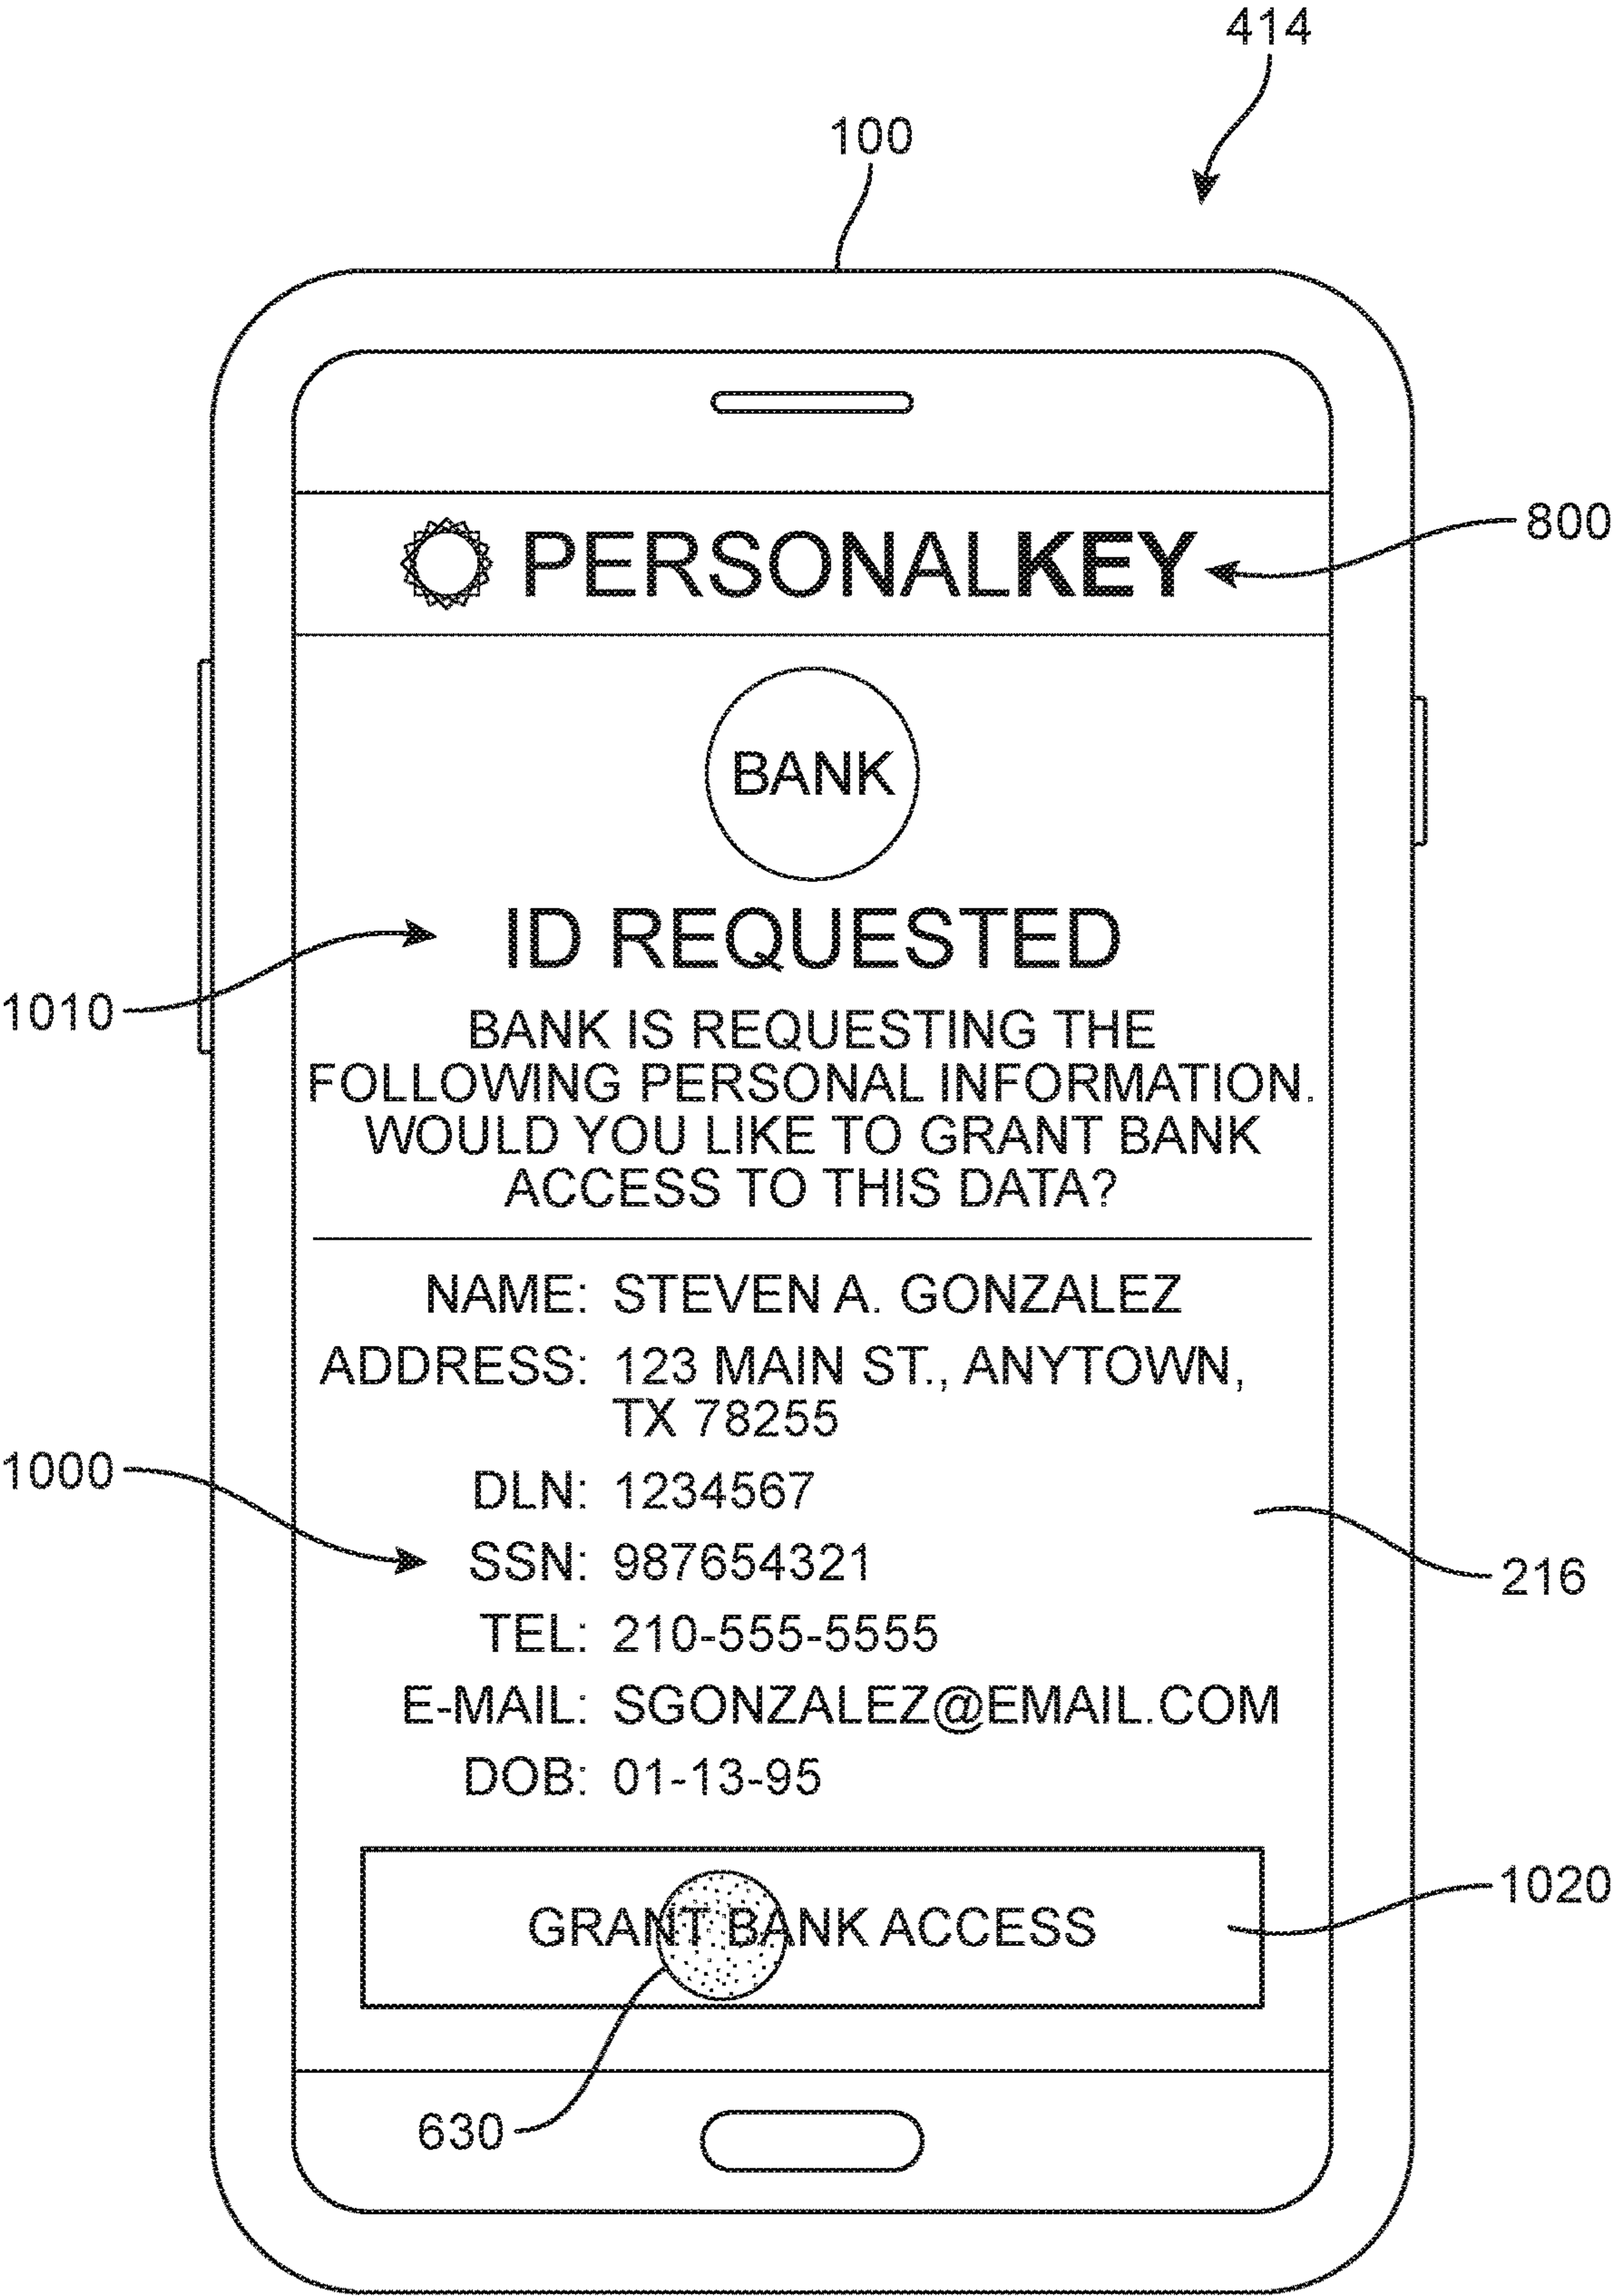 414
100
PERSONALKEY
800
BANK
ID REQUESTED
1010
BANK IS REQUESTING THE
FOLLOWING PERSONAL INFORMATION.
WOULD YOU LIKE TO GRANT BANK
ACCESS TO THIS DATA?
NAME: STEVEN A. GONZALEZ
ADDRESS: 123 MAIN ST., ANYTOWN,
TX 78255
1000
DLN: 1234567
SSN: 987654321
216
TEL: 210-555-5555
E-MAIL: SGONZALEZ@EMAIL.COM
DOB: 01-13-95
1020
GRANT BANK ACCESS
630